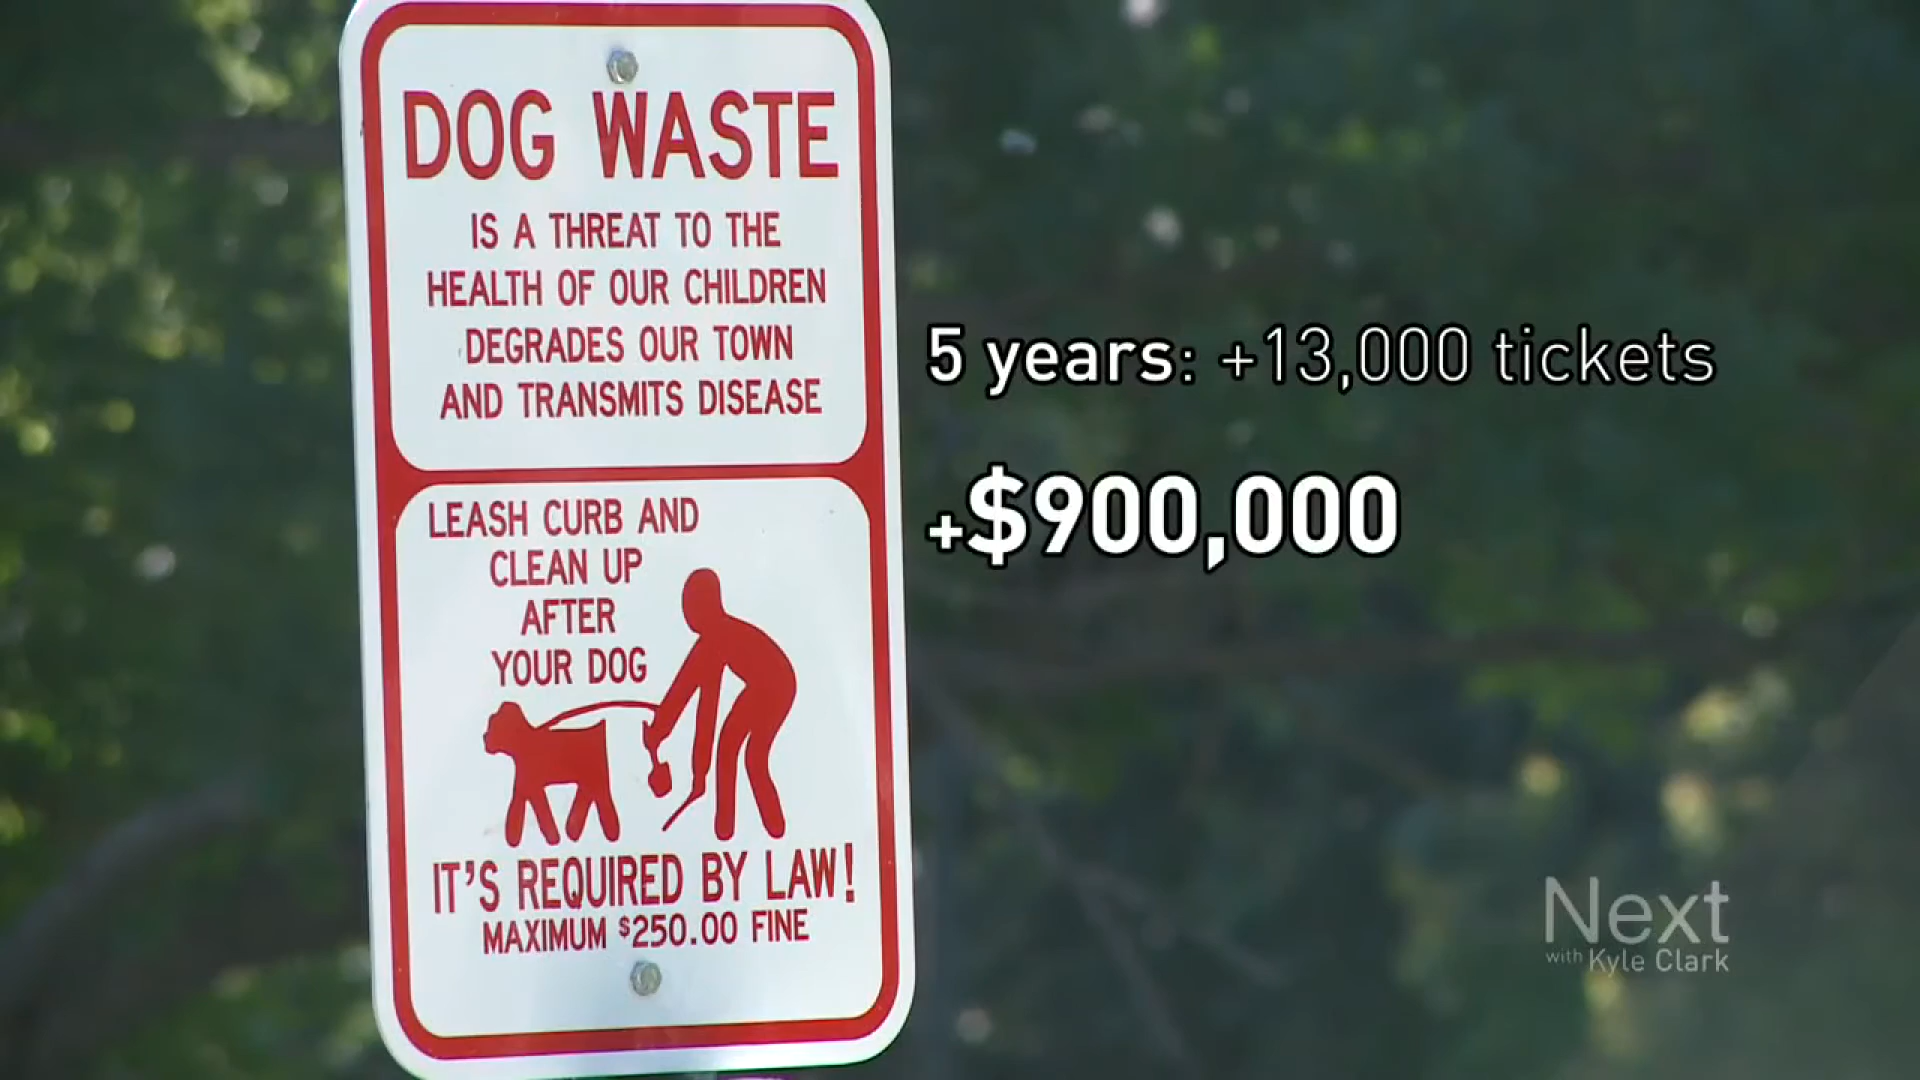 DOG WASTE
IS A THREAT TO THE
HEALTH OF OUR CHILDREN
DEGRADES OUR TOWN
AND TRANSMITS DISEASE
LEASH CURB AND
CLEAN UP
AFTER
YOUR DOG
IT'S REQUIRED BY LAW!
MAXIMUM $250.00 FINE
5 years: +13,000 tickets
+$900,000
Next
with Kyle Clark